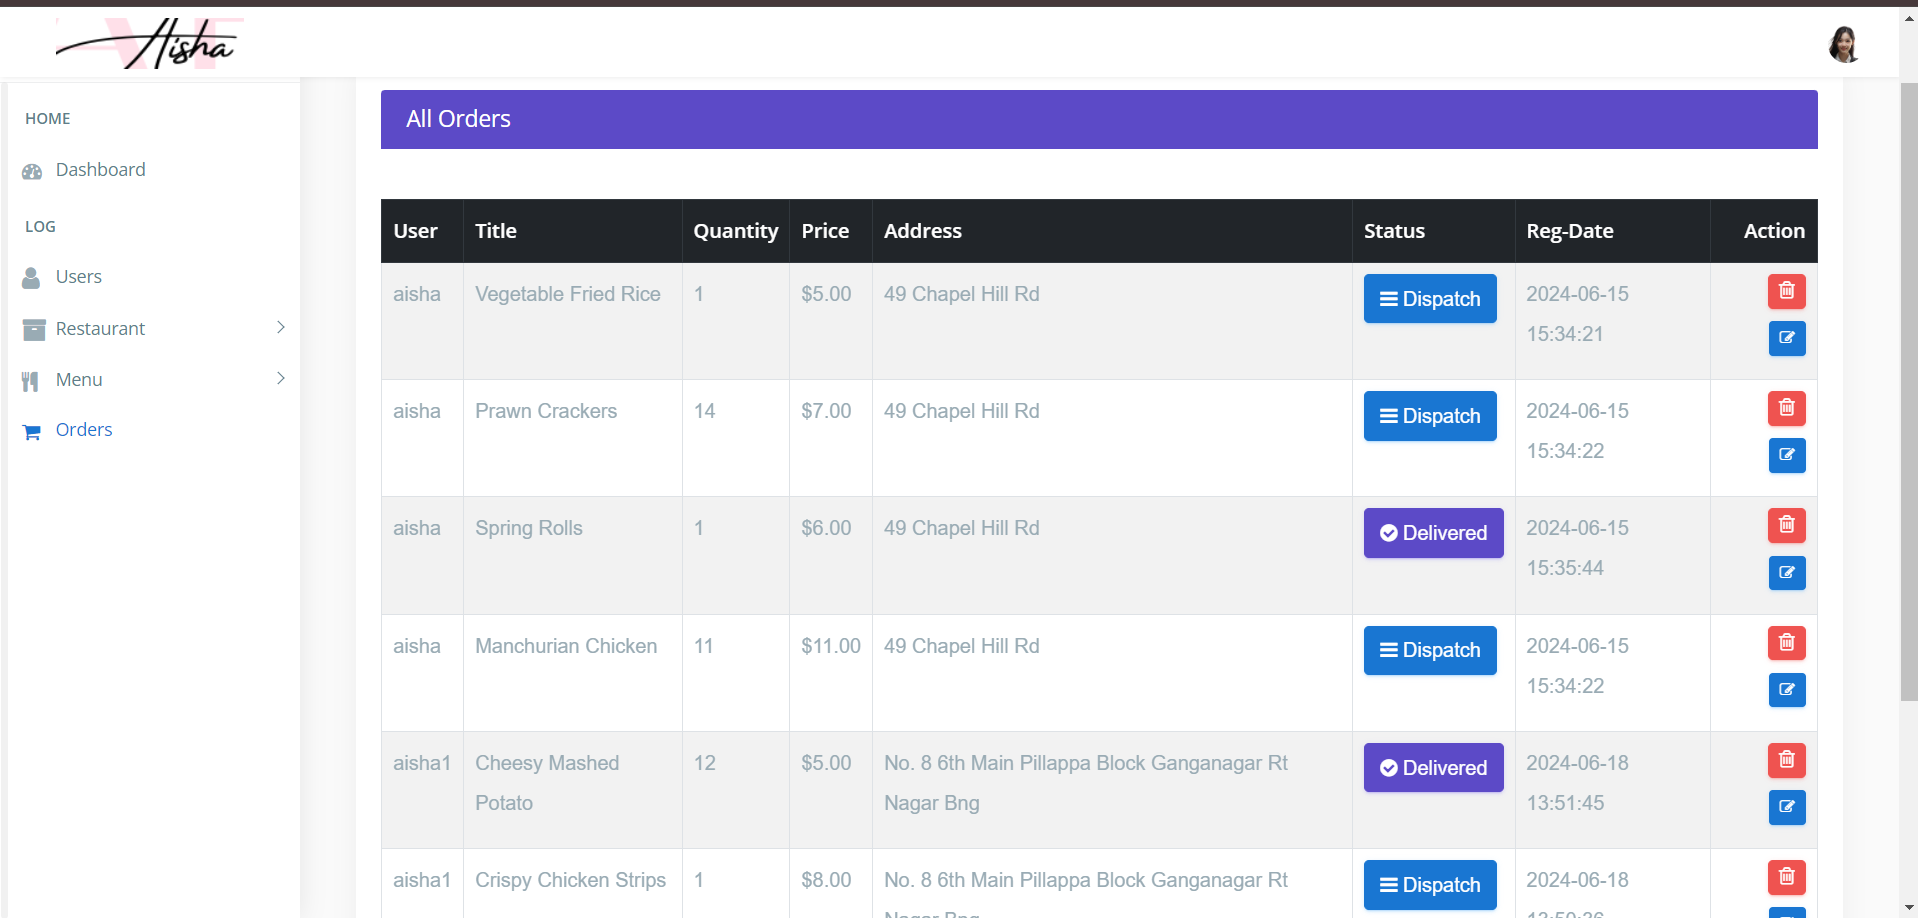 Aisha
HOME
Dashboard
LOG
Users
Restaurant
Menu
Orders
All Orders
User Title Quantity Price Address Status Reg-Date Action
aisha Vegetable Fried Rice 1 $5.00 49 Chapel Hill Rd Dispatch 2024-06-15
15:34:21
aisha Prawn Crackers 14 $7.00 49 Chapel Hill Rd Dispatch 2024-06-15
15:34:22
aisha Spring Rolls 1 $6.00 49 Chapel Hill Rd Delivered 2024-06-15
15:35:44
aisha Manchurian Chicken 11 $11.00 49 Chapel Hill Rd Dispatch 2024-06-15
15:34:22
aisha1 Cheesy Mashed $5.00 12 No. 8 6th Main Pillappa Block Ganganagar Rt Delivered 2024-06-18
Potato Nagar Bng 13:51:45
aisha1 Crispy Chicken Strips 1 $8.00 No. 8 6th Main Pillappa Block Ganganagar Rt Dispatch 2024-06-18